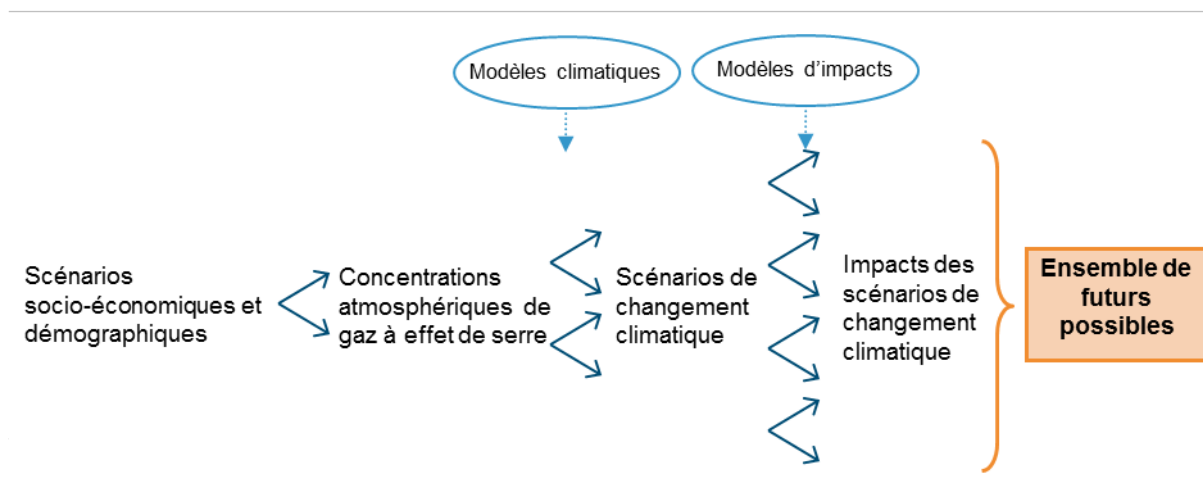 Modèles climatiques
Modèles d'impacts
Scénarios
socio-économiques et
démographiques
Concentrations
atmosphériques de
gaz à effet de serre
Scénarios de
changement
climatique
Impacts des
scénarios de
changement
climatique
Ensemble de
futurs
possibles